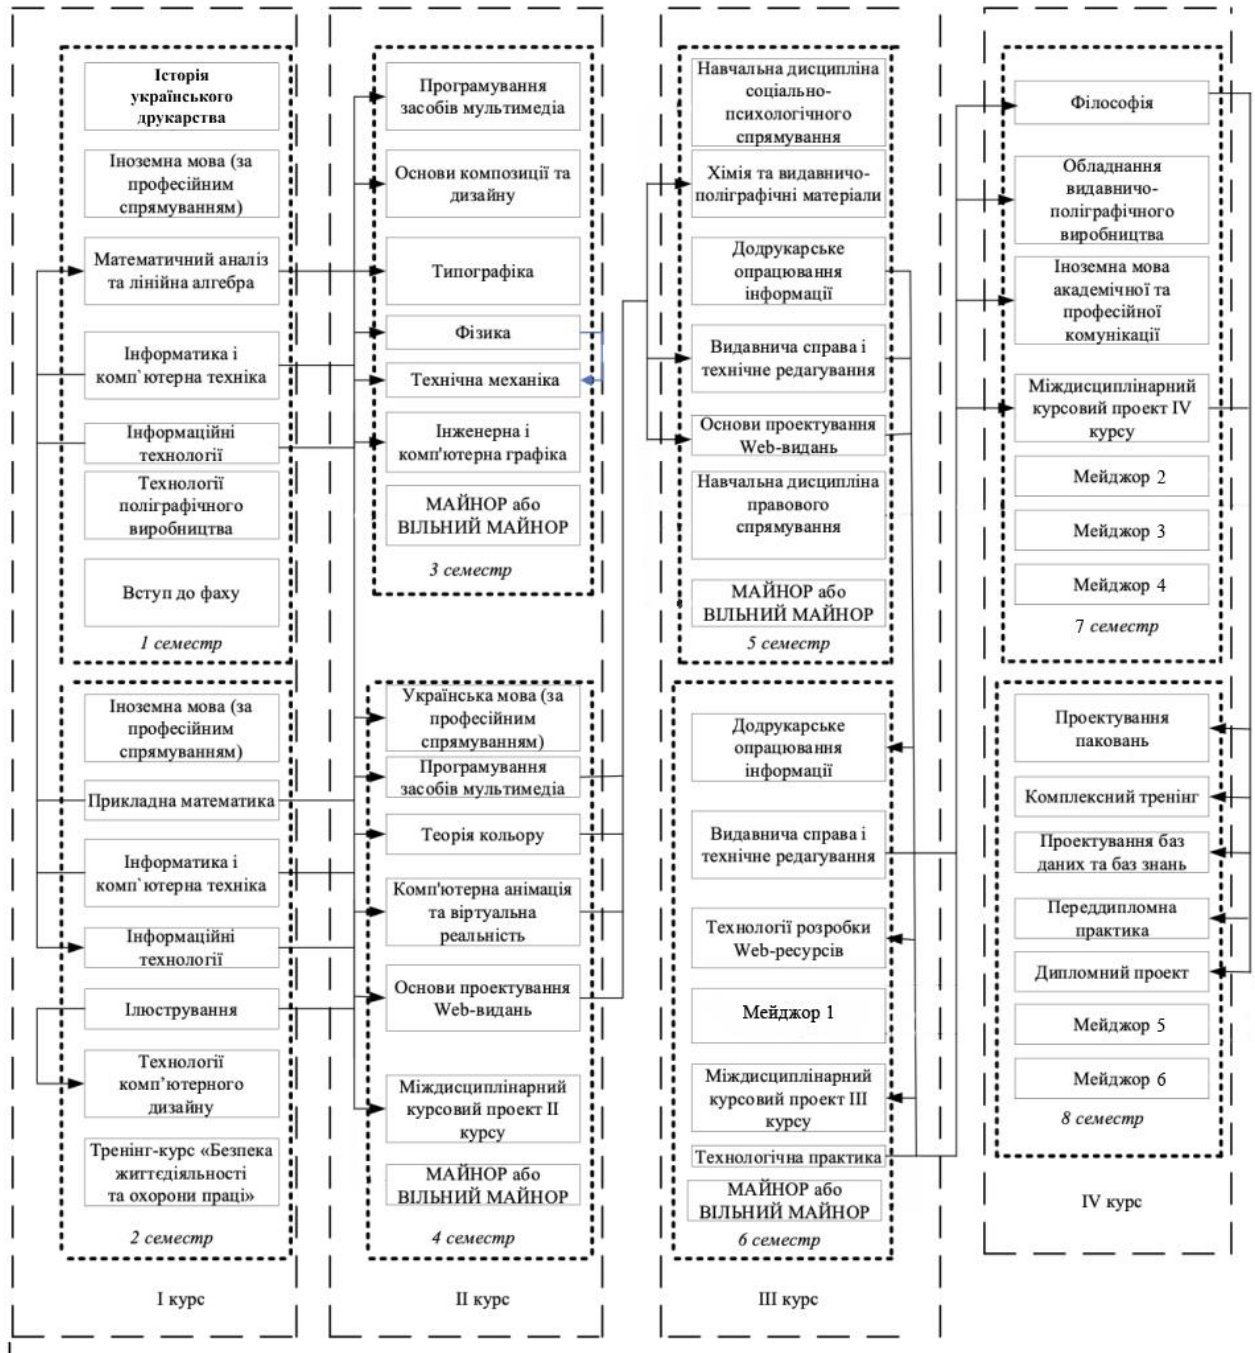 Історія
українського
друкарства
Іноземна мова (за
професійним
спрямуванням)
Математичний аналіз
та лінійна алгебра
Інформатика і
комп`ютерна техніка
Інформаційні
технології
Технології
поліграфічного
виробництва
Вступ до фаху
1 семестр
Іноземна мова (за
професійним
спрямуванням)
Прикладна математика
Інформатика і
комп`ютерна техніка
Інформаційні
технології
Ілюстрування
Технології
комп’ютерного
дизайну
Тренінг-курс «Безпека
життєдіяльності
та охорони праці»
2 семестр
І курс
Програмування
засобів мультимедіа
Основи композиції та
дизайну
Типографіка
Фізика
Технічна механіка
Інженерна і
комп'ютерна графіка
МАЙНОР або
ВІЛЬНИЙ МАЙНОР
3 семестр
Українська мова (за
професійним
спрямуванням)
Програмування
засобів мультимедіа
Теорія кольору
Комп'ютерна анімація
та віртуальна
реальність
Основи проектування
Web-видань
Міждисциплінарний
курсовий проект ІІ
курсу
МАЙНОР або
ВІЛЬНИЙ МАЙНОР
4 семестр
ІІ курс
Навчальна дисципліна
соціально-
психологічного
спрямування
Хімія та видавничо-
поліграфічні матеріали
Додрукарське
опрацювання
інформації
Видавнича справа і
технічне редагування
Основи проектування
Web-видань
Навчальна дисципліна
правового
спрямування
МАЙНОР або
ВІЛЬНИЙ МАЙНОР
5 семестр
Додрукарське
опрацювання
інформації
Видавнича справа і
технічне редагування
Технології розробки
Web-ресурсів
Мейджор 1
Міждисциплінарний
курсовий проект ІІІ
курсу
Технологічна практика
МАЙНОР або
ВІЛЬНИЙ МАЙНОР
6 семестр
ІІІ курс
Філософія
Обладнання
видавничо-
поліграфічного
виробництва
Іноземна мова
академічної та
професійної
комунікації
Міждисциплінарний
курсовий проект IV
курсу
Мейджор 2
Мейджор 3
Мейджор 4
7 семестр
Проектування
паковань
Комплексний тренінг
Проектування баз
даних та баз знань
Переддипломна
практика
Дипломний проект
Мейджор 5
Мейджор 6
8 семестр
IV курс